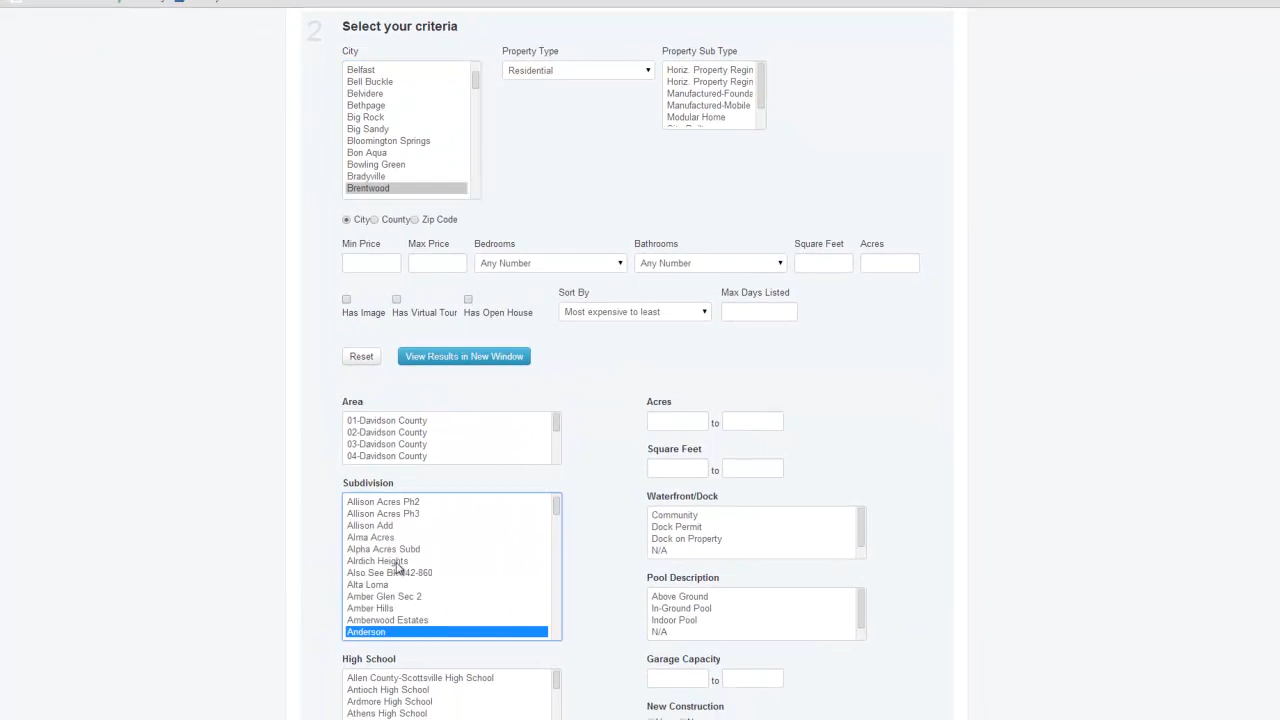 2 Select your criteria
City Property Type Property Sub Type
Belfast
Bell Buckle
Belvidere
Bethpage
Big Rock
Big Sandy
Bloomington Springs
Bon Aqua
Bowling Green
Bradyville
Brentwood
Residential
Horiz. Property Regin
Horiz. Property Regin
Manufactured-Founda
Manufactured-Mobile
Modular Home
City County Zip Code
Min Price Max Price Bedrooms Bathrooms Square Feet Acres
Any Number Any Number
Has Image Has Virtual Tour Has Open House
Sort By Max Days Listed
Most expensive to least
Reset View Results in New Window
Area
01-Davidson County
02-Davidson County
03-Davidson County
04-Davidson County
Subdivision
Allison Acres Ph2
Allison Acres Ph3
Allison Add
Alma Acres
Alpha Acres Subd
Alrdich Heights
Also See 42-860
Alta Loma
Amber Glen Sec 2
Amber Hills
Amberwood Estates
Anderson
High School
Allen County-Scottsville High School
Antioch High School
Ardmore High School
Athens High School
Acres
to
Square Feet
to
Waterfront/Dock
Community
Dock Permit
Dock on Property
N/A
Pool Description
Above Ground
In-Ground Pool
Indoor Pool
N/A
Garage Capacity
to
New Construction